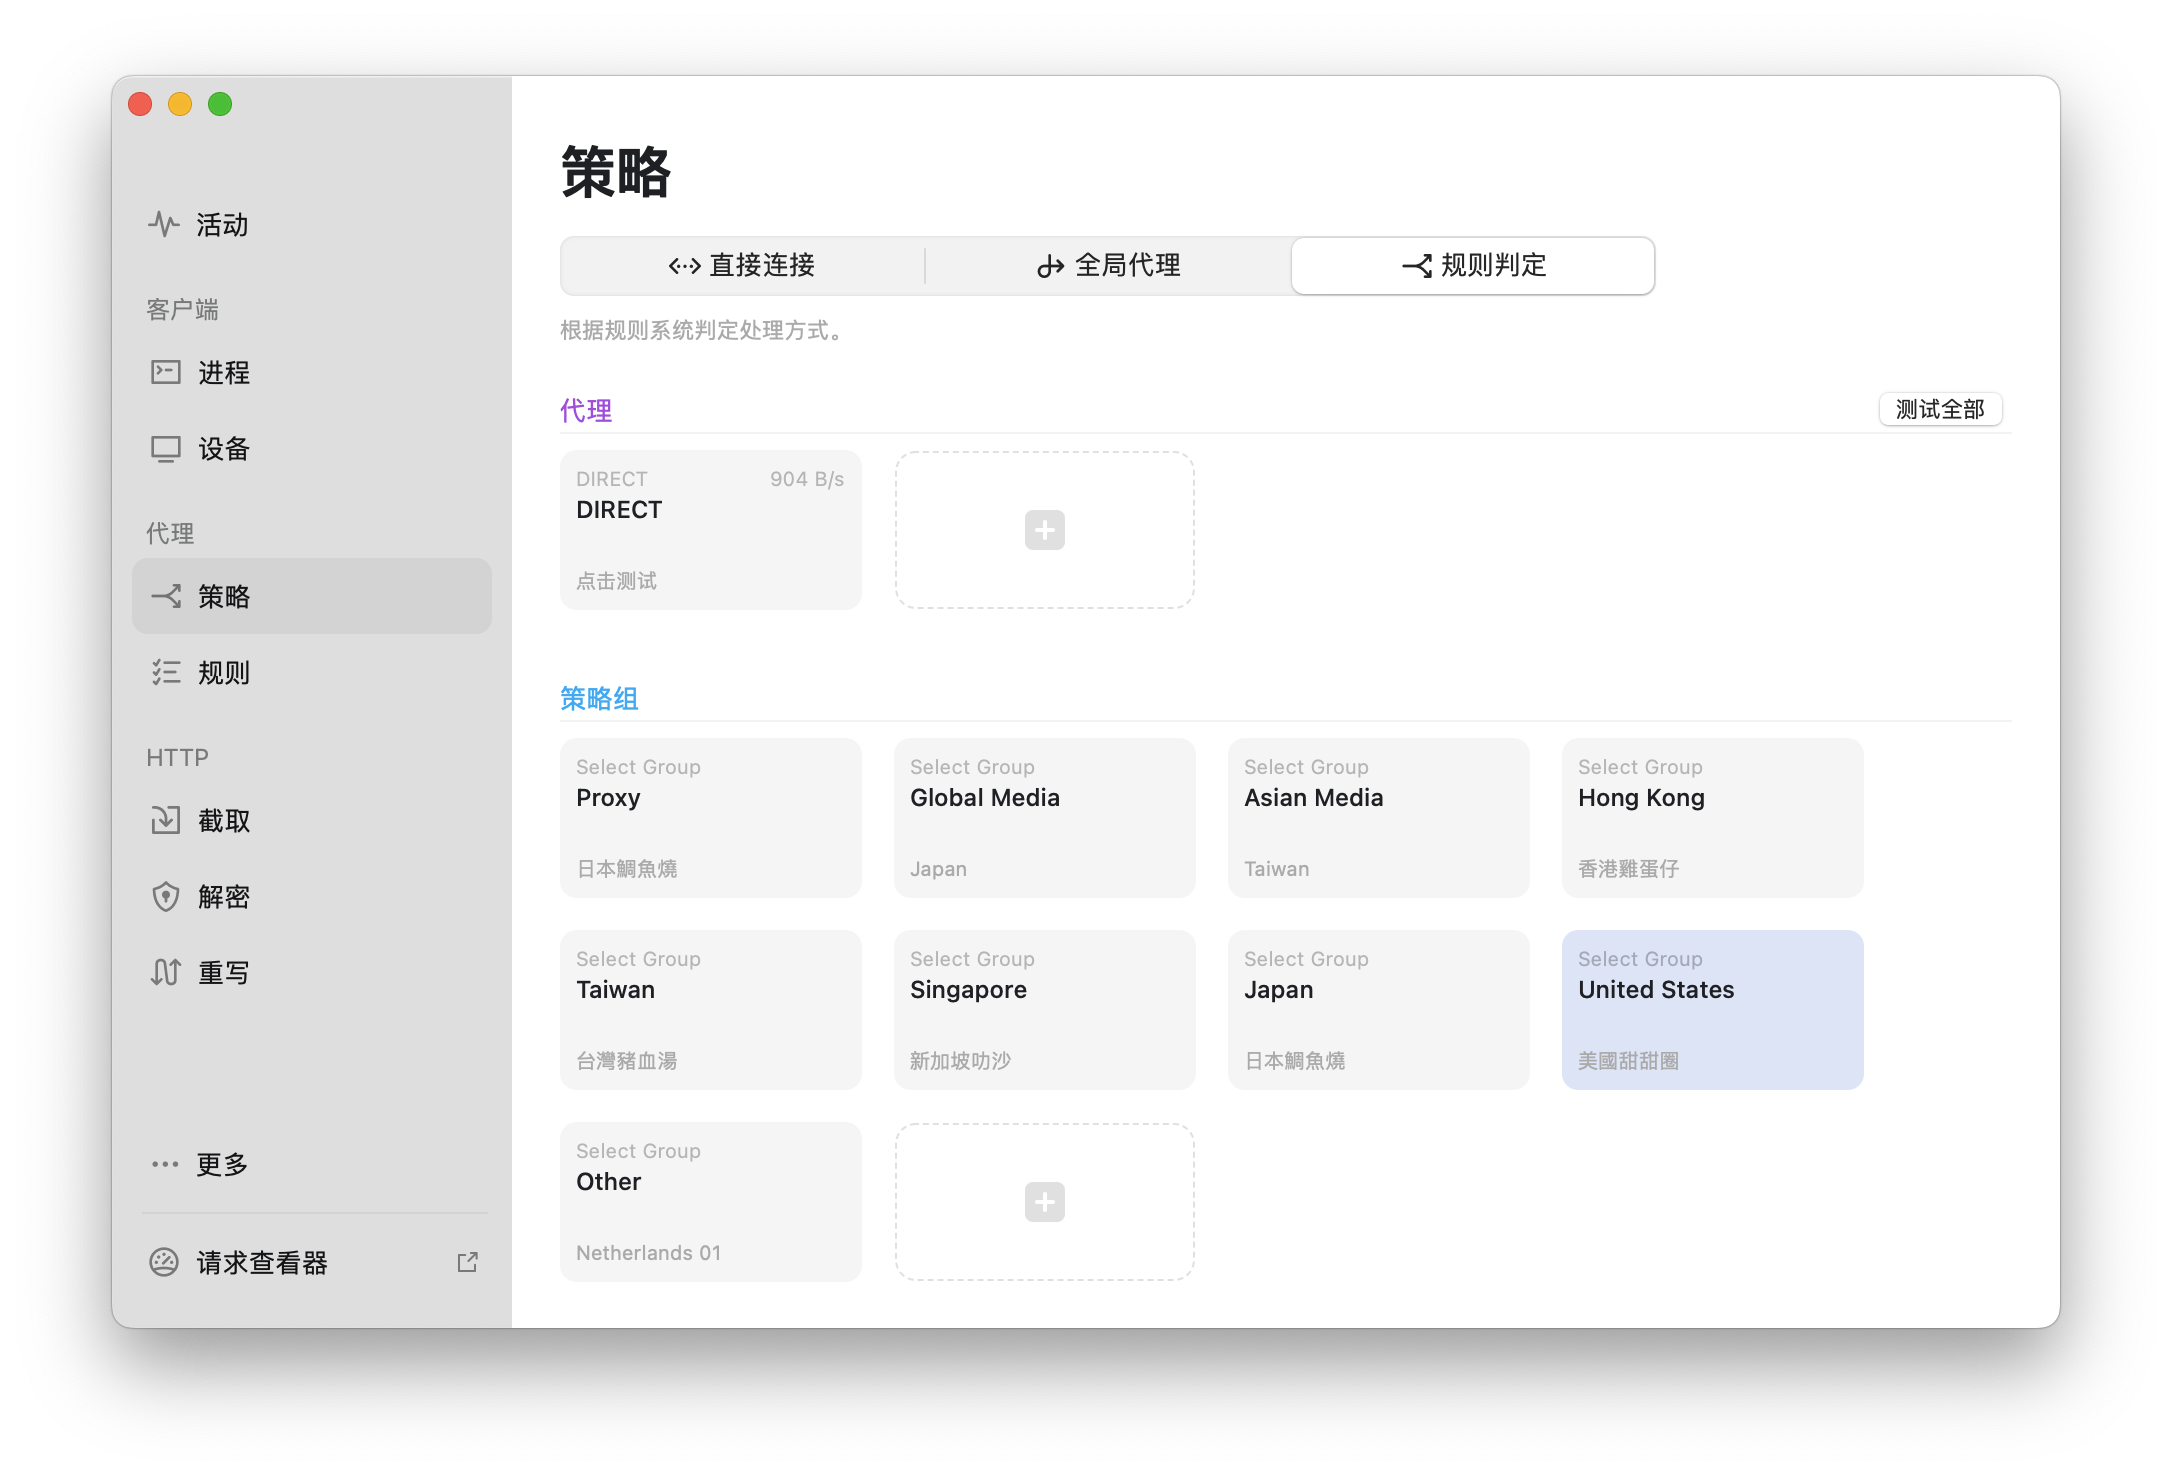 活动
客户端
进程
设备
代理
策略
规则
HTTP
截取
解密
重写
更多
请求查看器
策略
直接连接
全局代理
规则判定
根据规则系统判定处理方式。
代理
测试全部
DIRECT 904 B/s
DIRECT
点击测试
策略组
Select Group
Proxy
日本鯛魚燒
Select Group
Global Media
Japan
Select Group
Asian Media
Taiwan
Select Group
Hong Kong
香港雞蛋仔
Select Group
Taiwan
台灣豬血湯
Select Group
Singapore
新加坡叻沙
Select Group
Japan
日本鯛魚燒
Select Group
United States
美國甜甜圈
Select Group
Other
Netherlands 01